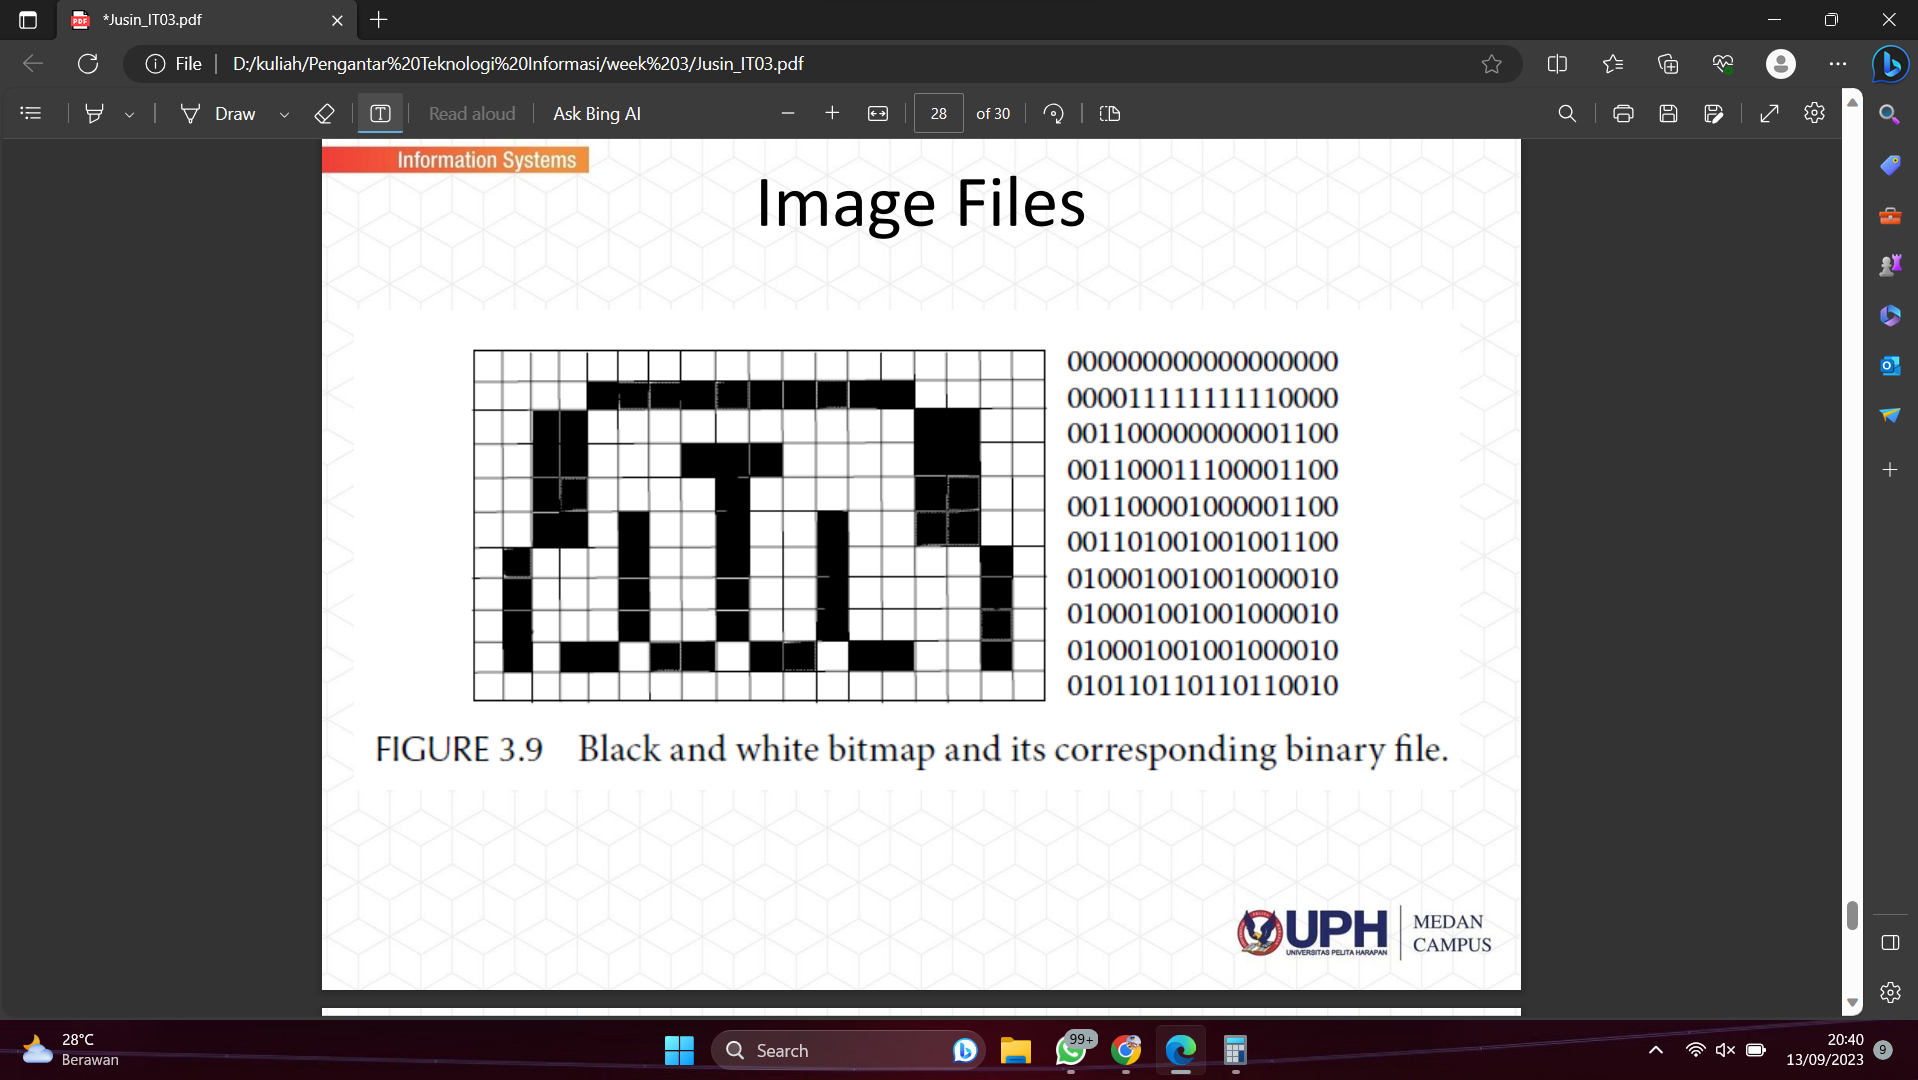 *Jusin_IT03.pdf
File
D:/kuliah/Pengantar%20Teknologi%20Informasi/week%203/Jusin_IT03.pdf
Draw
Read aloud
Ask Bing AI
28
of 30
Information Systems
Image Files
000000000000000000
000011111111110000
001100000000001100
001100011100001100
001100001000001100
001101001001001100
010001001001000010
010001001001000010
010001001001000010
010110110110110010
FIGURE 3.9 Black and white bitmap and its corresponding binary file.
UPH
UNIVERSITAS PELITA HARAPAN
MEDAN
CAMPUS
28°C
Berawan
Search
99+
20:40
13/09/2023
9